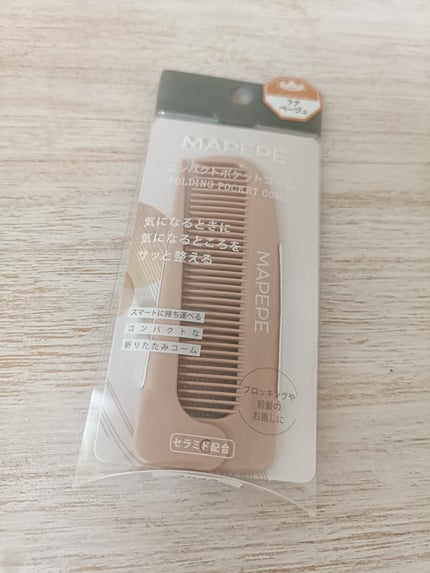 ラテ
ベージュ
MAPEPE
コンパクトポケットコーム
FOLDING POCKET COMB
気になるときに
気になるところを
サッと整える
MAPEPE
スマートに持ち運べる
コンパクトな
折りたたみコーム
ブロッキングや
前髪の
お直しに
セラミド配合